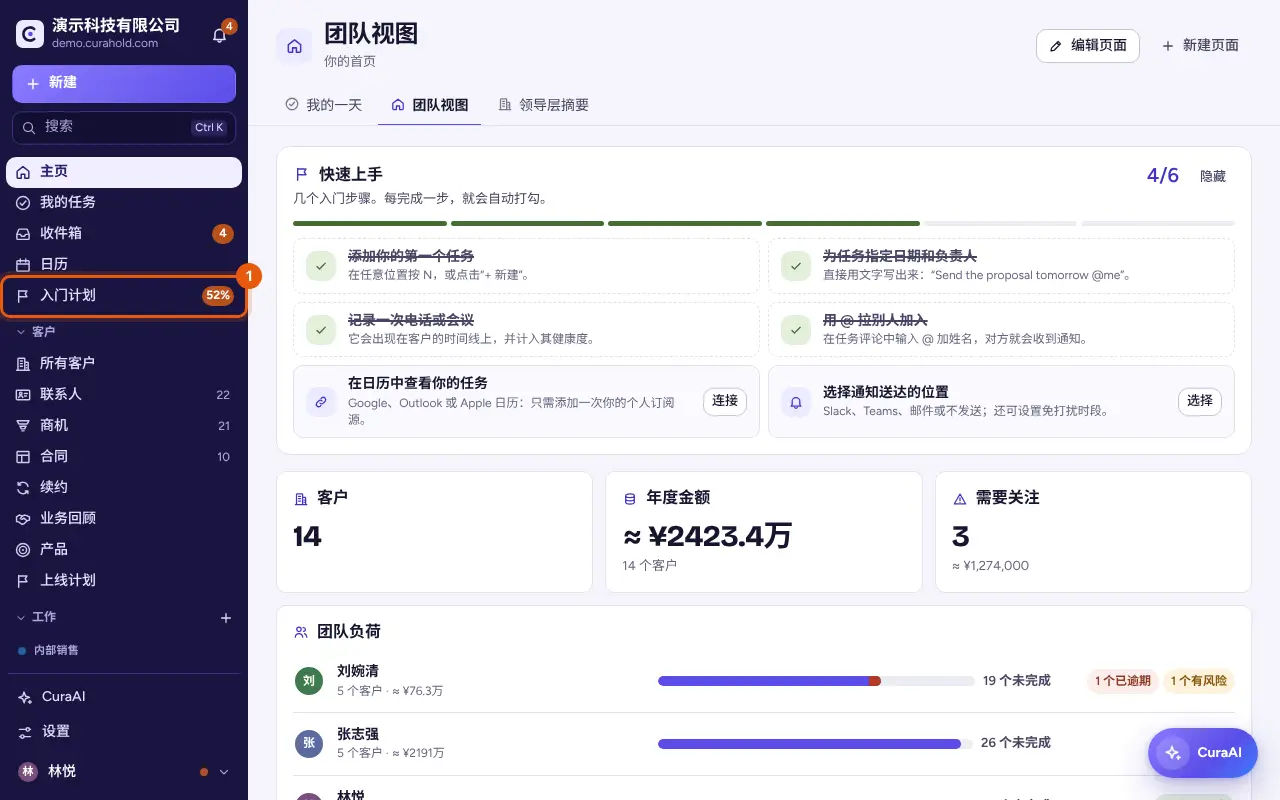 演示科技有限公司
demo.curahold.com
4
新建
搜索
Ctrl K
主页
我的任务
收件箱
4
日历
入门计划
52%
1
客户
所有客户
联系人
22
商机
21
合同
10
续约
业务回顾
产品
上线计划
工作
内部销售
CuraAI
设置
林
林悦
团队视图
你的首页
编辑页面
新建页面
我的一天
团队视图
领导层摘要
快速上手
几个入门步骤。每完成一步，就会自动打勾。
4/6
隐藏
添加你的第一个任务
在任意位置按 N，或点击“+ 新建”。
为任务指定日期和负责人
直接用文字写出来：“Send the proposal tomorrow @me”。
记录一次电话或会议
它会出现在客户的时间线上，并计入其健康度。
用 @ 拉别人加入
在任务评论中输入 @ 加姓名，对方就会收到通知。
在日历中查看你的任务
Google、Outlook 或 Apple 日历：只需添加一次你的个人订阅
源。
连接
选择通知送达的位置
Slack、Teams、邮件或不发送；还可设置免打扰时段。
选择
客户
14
年度金额
≈ ¥2423.4万
14 个客户
需要关注
3
≈ ¥1,274,000
团队负荷
刘
刘婉清
5 个客户 · ≈ ¥76.3万
19 个未完成
1 个已逾期
1 个有风险
张
张志强
5 个客户 · ≈ ¥2191万
26 个未完成
CuraAI
林悦